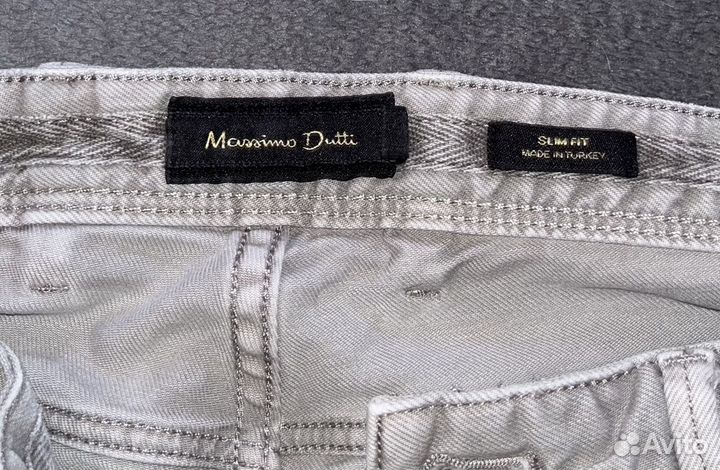 Massimo Dutti
SLIM FIT
MADE IN TURKEY
Avito